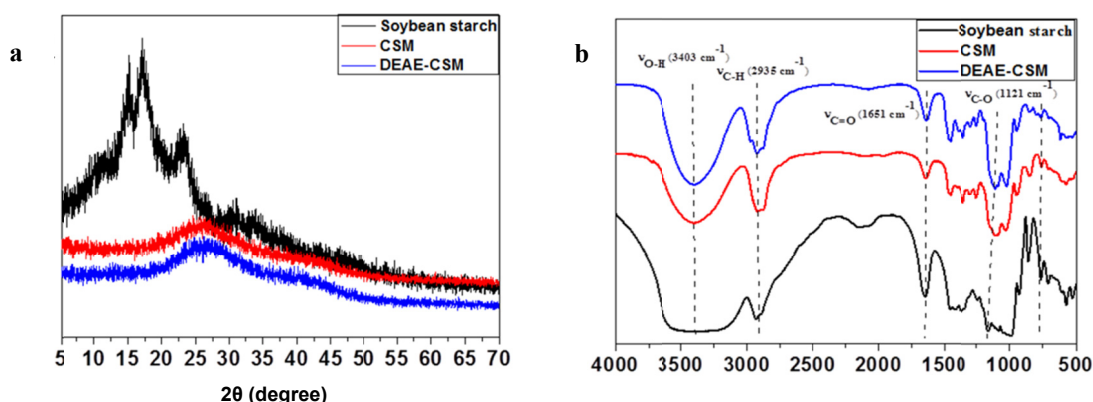 a
Soybean starch
CSM
DEAE-CSM
5 10 15 20 25 30 35 40 45 50 55 60 65 70
2θ (degree)
b
Soybean starch
CSM
DEAE-CSM
νO-H (3403 cm⁻¹)
νC-H (2935 cm⁻¹)
νC=O (1651 cm⁻¹)
νC-O (1121 cm⁻¹)
4000 3500 3000 2500 2000 1500 1000 500